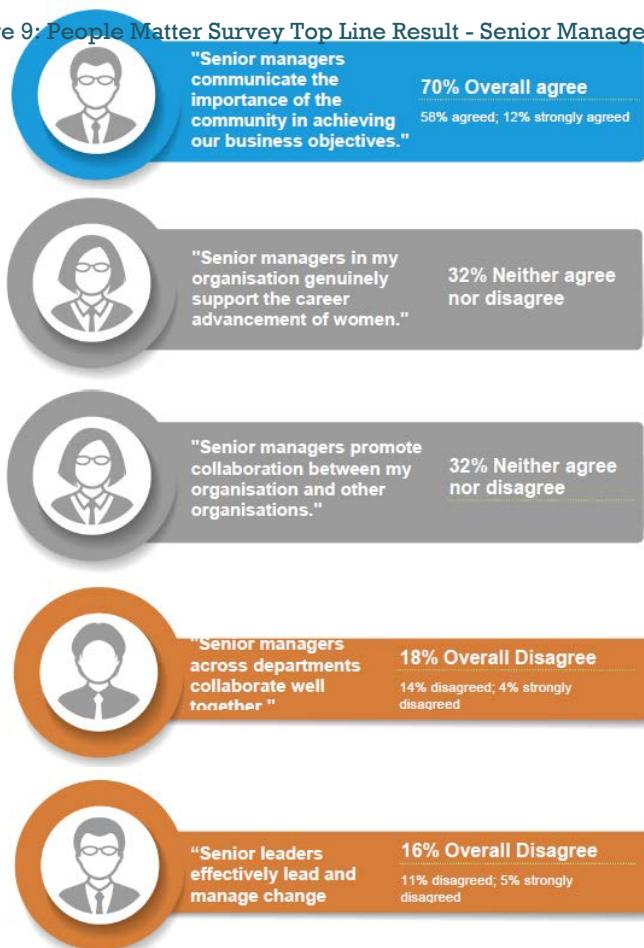 e 9: People Matter Survey Top Line Result - Senior Manage
"Senior managers
communicate the
importance of the
community in achieving
our business objectives."
70% Overall agree
58% agreed; 12% strongly agreed
"Senior managers in my
organisation genuinely
support the career
advancement of women."
32% Neither agree
nor disagree
"Senior managers promote
collaboration between my
organisation and other
organisations."
32% Neither agree
nor disagree
"Senior managers
across departments
collaborate well
together."
18% Overall Disagree
14% disagreed; 4% strongly
disagreed
“Senior leaders
effectively lead and
manage change
16% Overall Disagree
11% disagreed; 5% strongly
disagreed